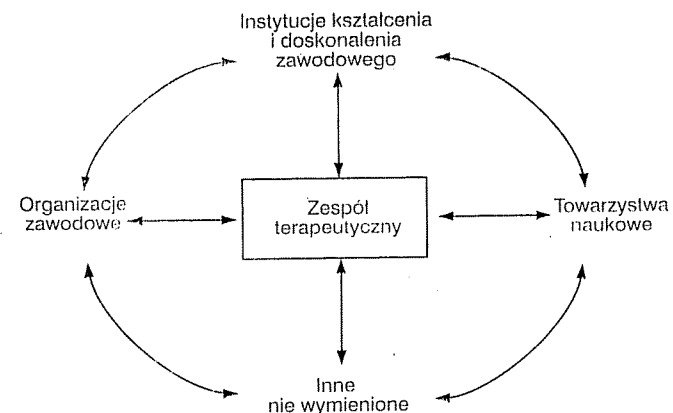 Instytucje kształcenia
i doskonalenia
zawodowego
Organizacje
zawodowe
Zespół
terapeutyczny
Towarzystwa
naukowe
Inne
nie wymienione